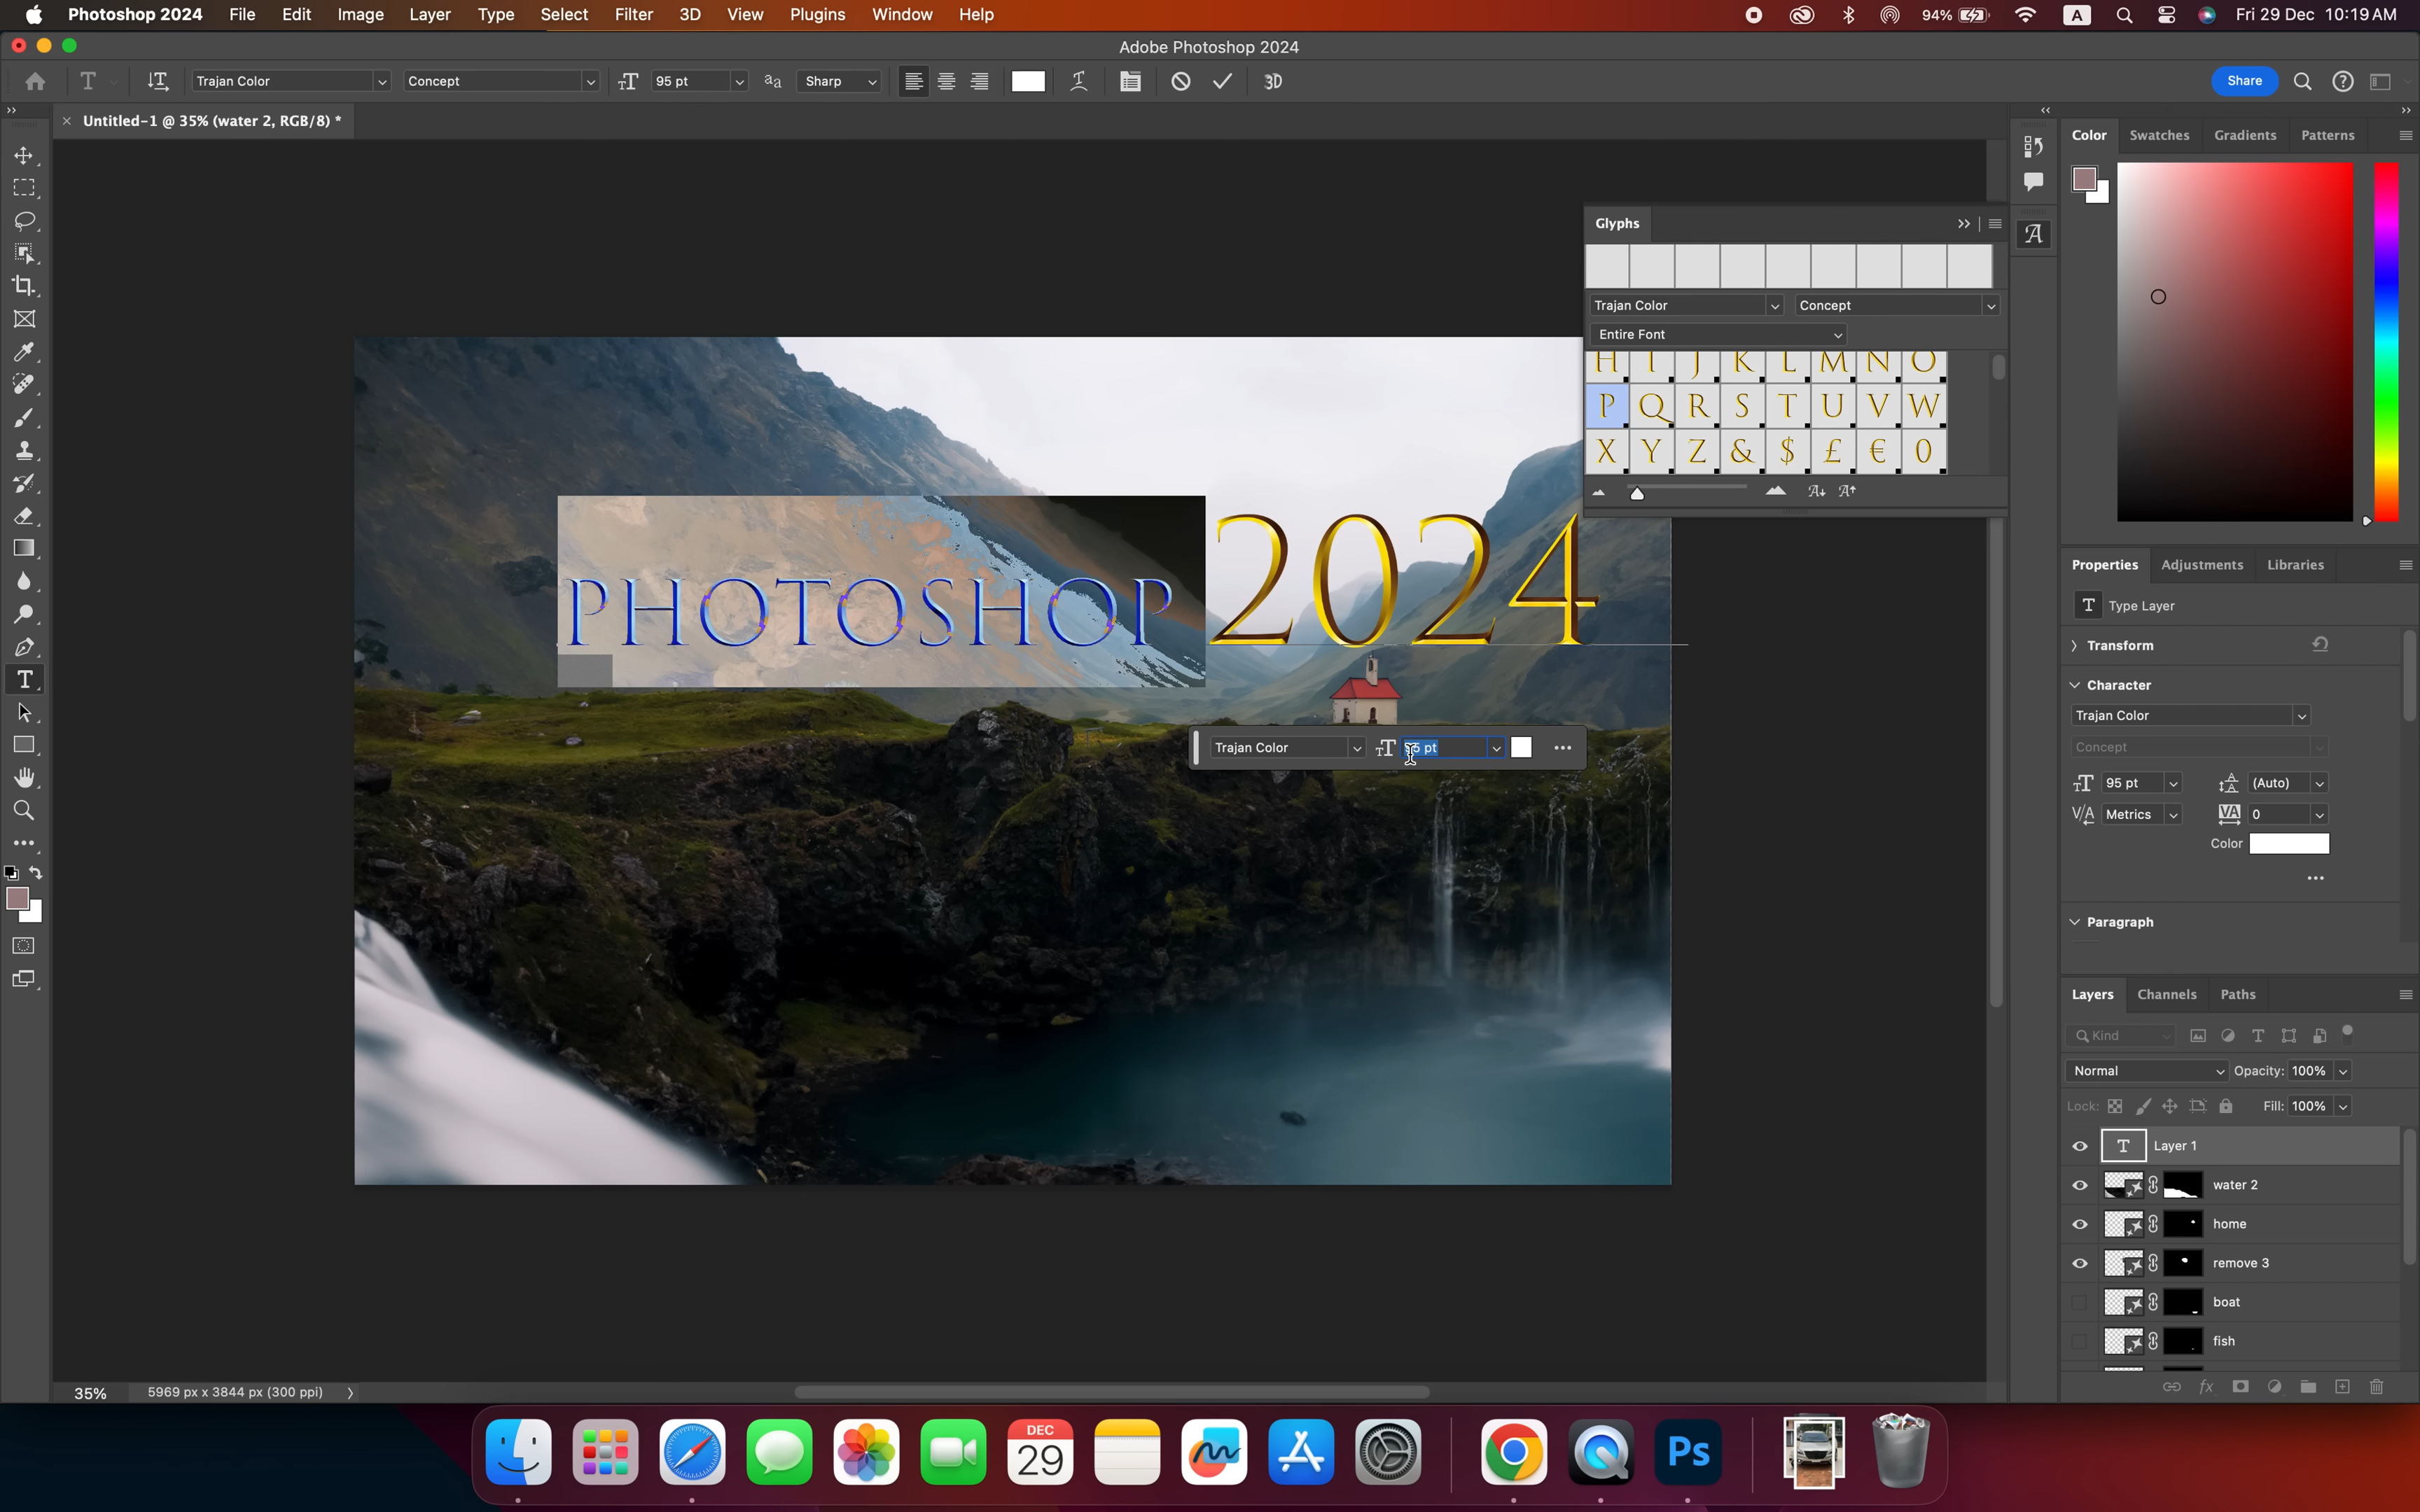 Photoshop 2024 File Edit Image Layer Type Select Filter 3D View Plugins Window Help 94% A Fri 29 Dec 10:19 AM
Adobe Photoshop 2024
Trajan Color Concept 95 pt Sharp 3D Share
Untitled-1 @ 35% (water 2, RGB/8) *
Color Swatches Gradients Patterns
Glyphs
Trajan Color Concept
Entire Font
H I J K L M N O
P Q R S T U V W
X Y Z & $ £ € 0
PHOTOSHOP 2024
Trajan Color 95 pt
Properties Adjustments Libraries
T Type Layer
Transform
Character
Trajan Color
Concept
95 pt (Auto)
Metrics 0
Color
Paragraph
Layers Channels Paths
Kind
Normal Opacity: 100%
Lock: Fill: 100%
T Layer 1
water 2
home
remove 3
boat
fish
fx
35% 5969 px x 3844 px (300 ppi)
DEC
29
Ps